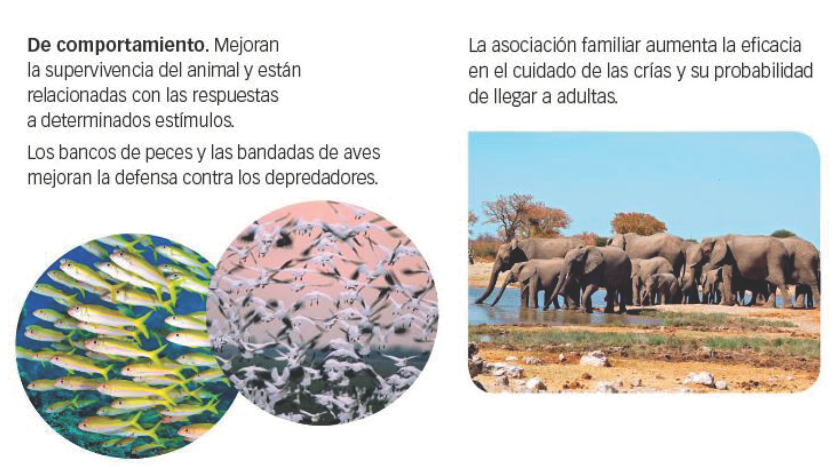 De comportamiento. Mejoran
la supervivencia del animal y están
relacionadas con las respuestas
a determinados estímulos.
Los bancos de peces y las bandadas de aves
mejoran la defensa contra los depredadores.
La asociación familiar aumenta la eficacia
en el cuidado de las crías y su probabilidad
de llegar a adultas.